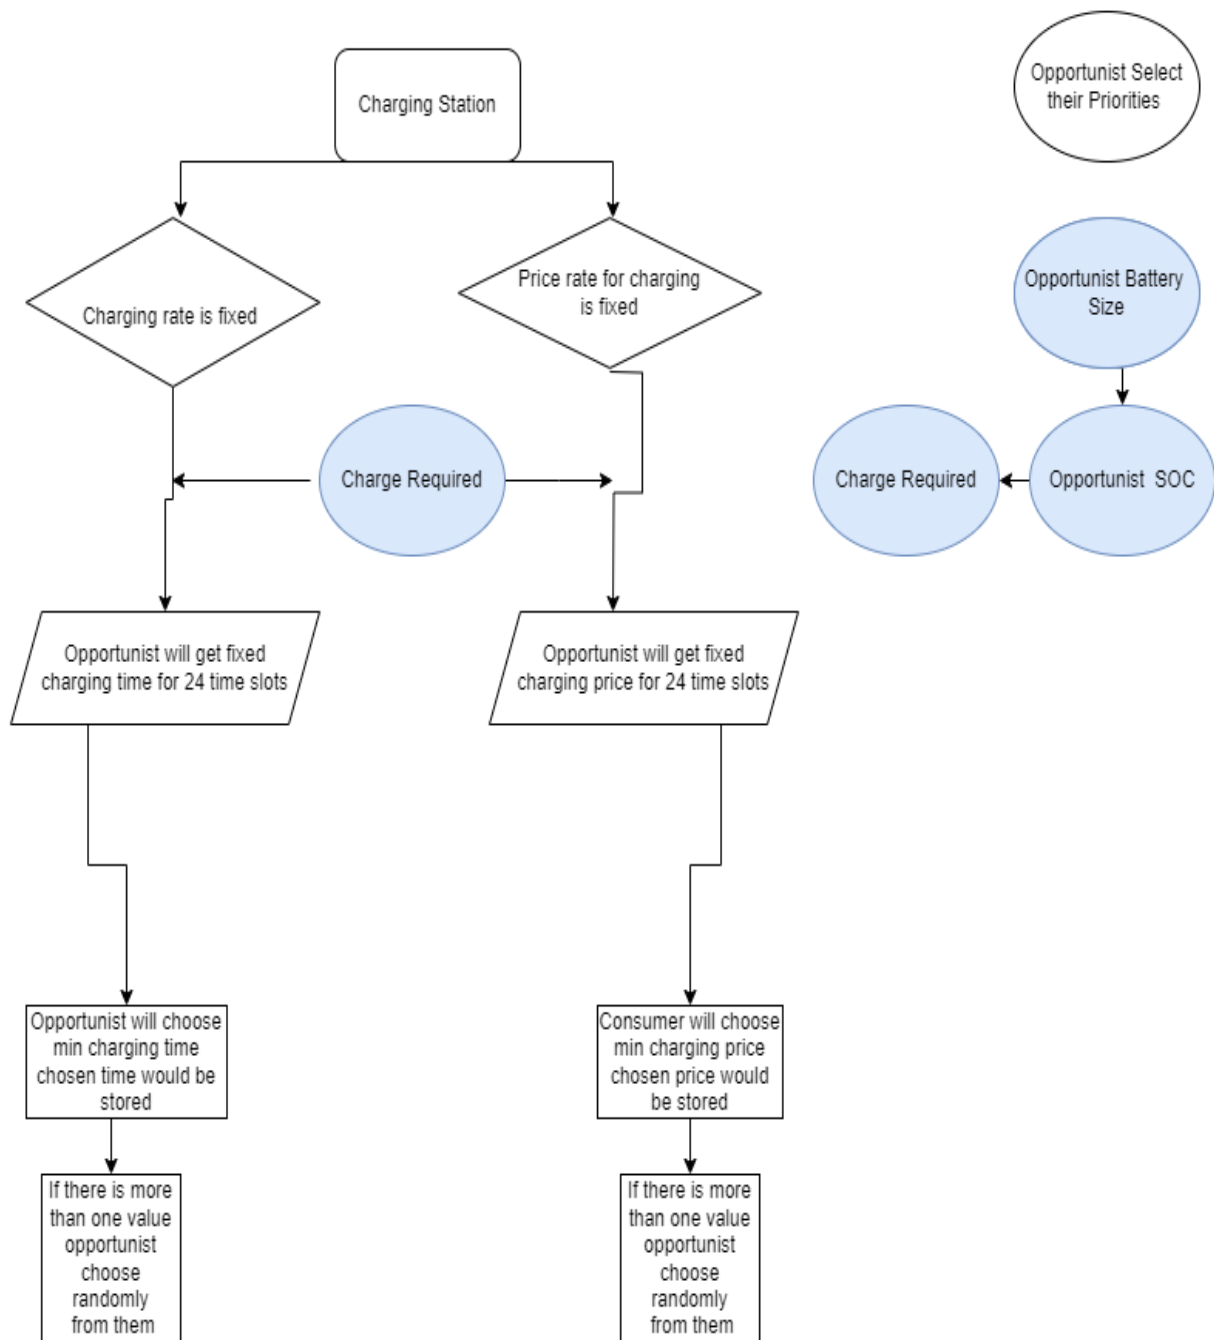 Charging Station
Opportunist Select
their Priorities
Charging rate is fixed
Price rate for charging
is fixed
Opportunist Battery
Size
Charge Required
Charge Required
Opportunist SOC
Opportunist will get fixed
charging time for 24 time slots
Opportunist will get fixed
charging price for 24 time slots
Opportunist will choose
min charging time
chosen time would be
stored
Consumer will choose
min charging price
chosen price would
be stored
If there is more
than one value
opportunist
choose
randomly
from them
If there is more
than one value
opportunist
choose
randomly
from them